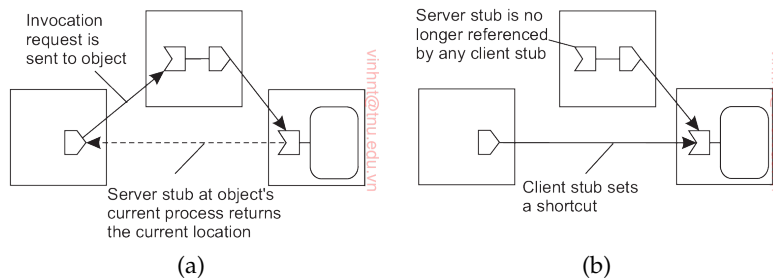 Invocation
request is
sent to object
vinhnt@tnu.edu.vn
Server stub at object's
current process returns
the current location
(a)
Server stub is no
longer referenced
by any client stub
Client stub sets
a shortcut
(b)